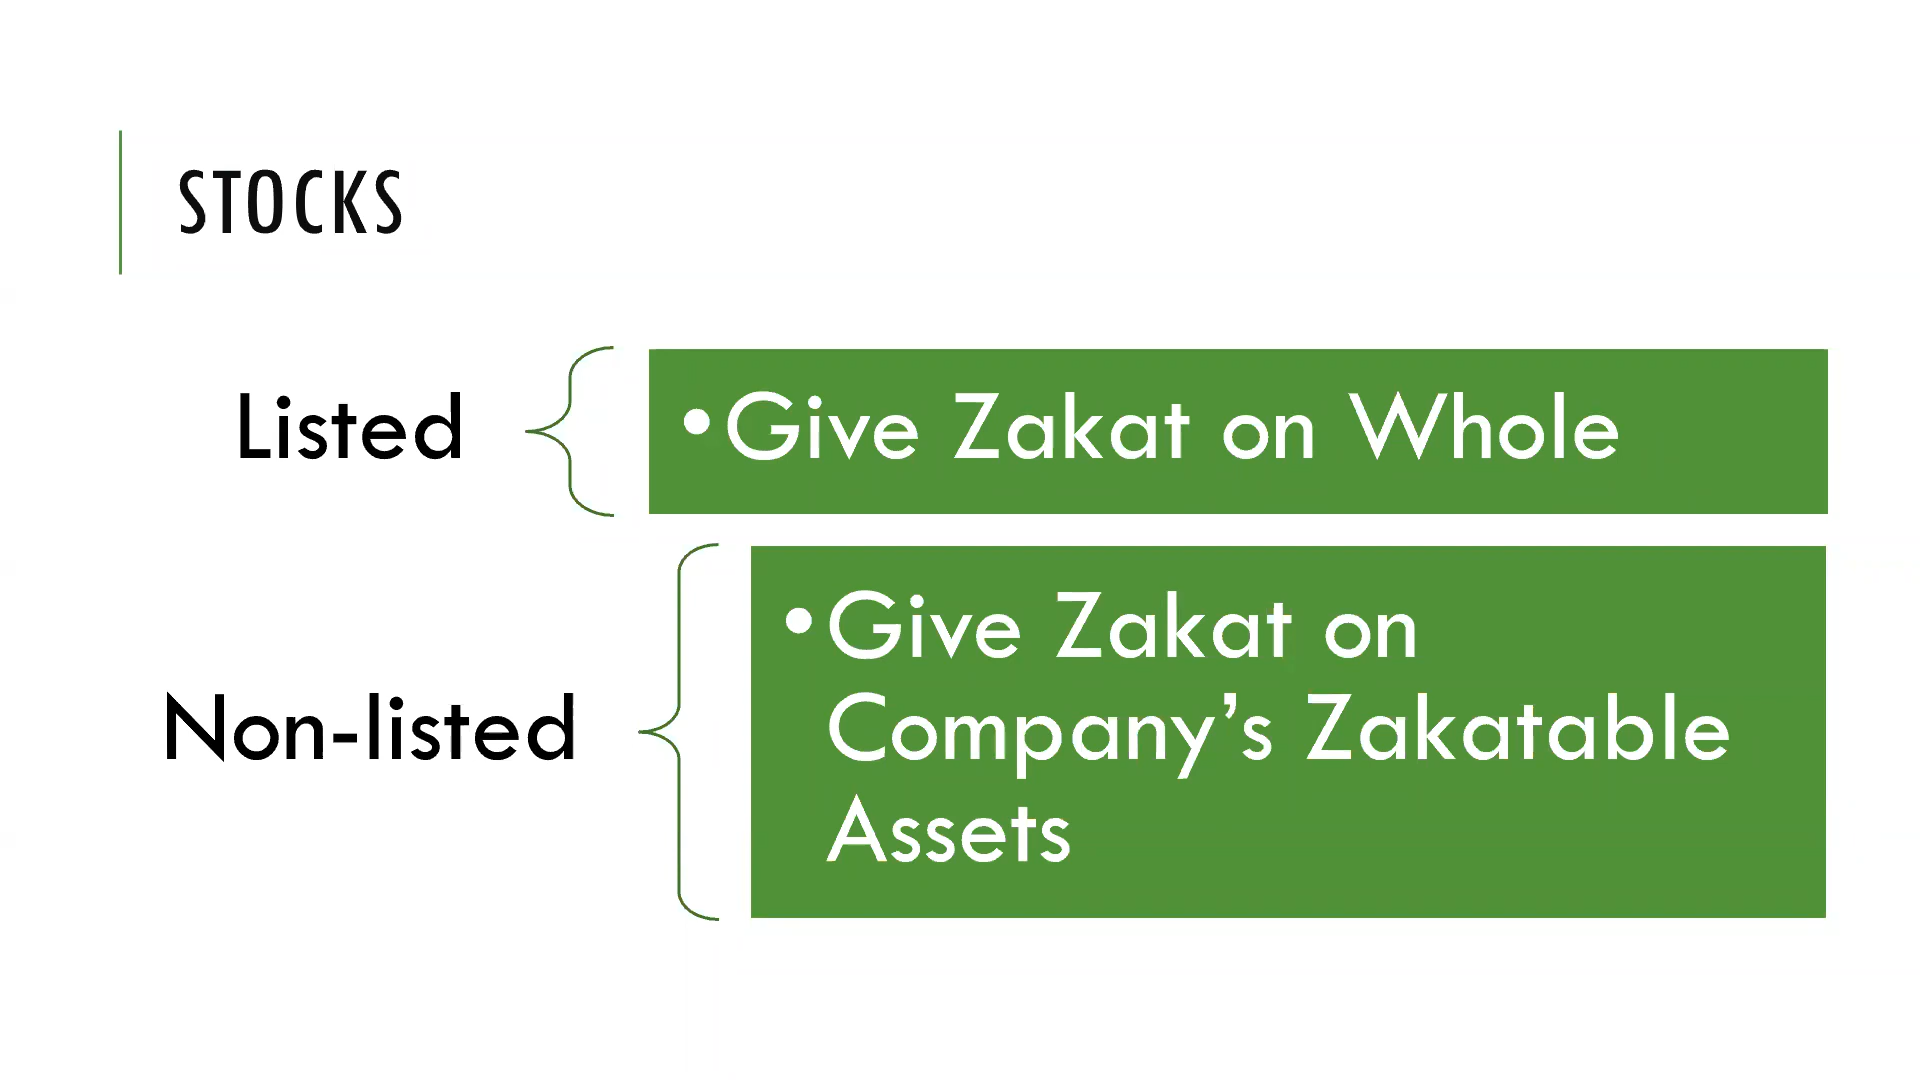 STOCKS
Listed
•Give Zakat on Whole
Non-listed
•Give Zakat on
Company’s Zakatable
Assets